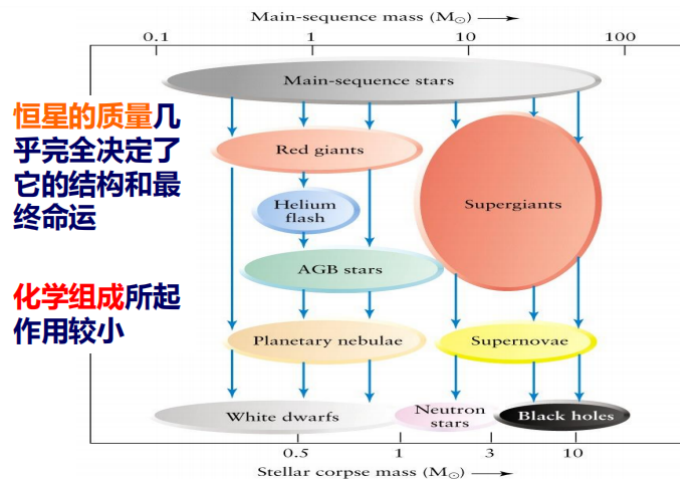 Main-sequence mass (M☉)
0.1 1 10 100
Main-sequence stars
恒星的质量几
乎完全决定了
它的结构和最
终命运
Red giants
Helium
flash
Supergiants
AGB stars
化学组成所起
作用较小
Planetary nebulae
Supernovae
White dwarfs
Neutron
stars
Black holes
0.5 1 3 10
Stellar corpse mass (M☉)